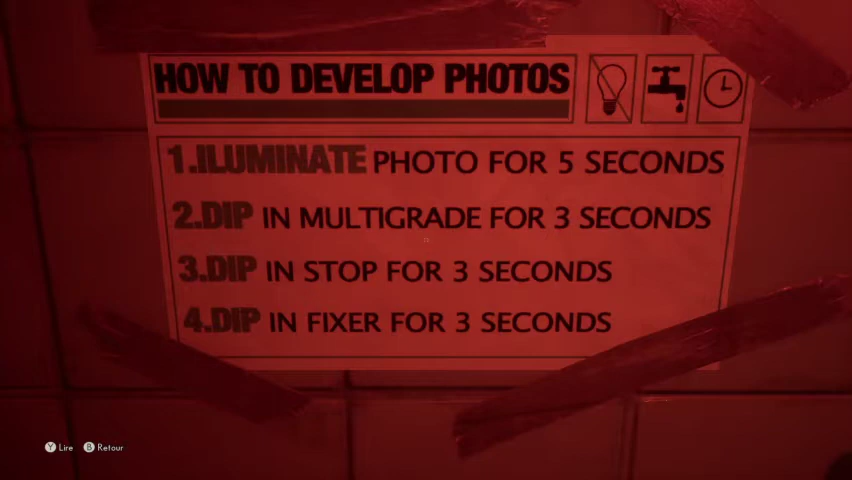 HOW TO DEVELOP PHOTOS
1.ILUMINATE PHOTO FOR 5 SECONDS
2.DIP IN MULTIGRADE FOR 3 SECONDS
3.DIP IN STOP FOR 3 SECONDS
4.DIP IN FIXER FOR 3 SECONDS
Y Lire B Retour